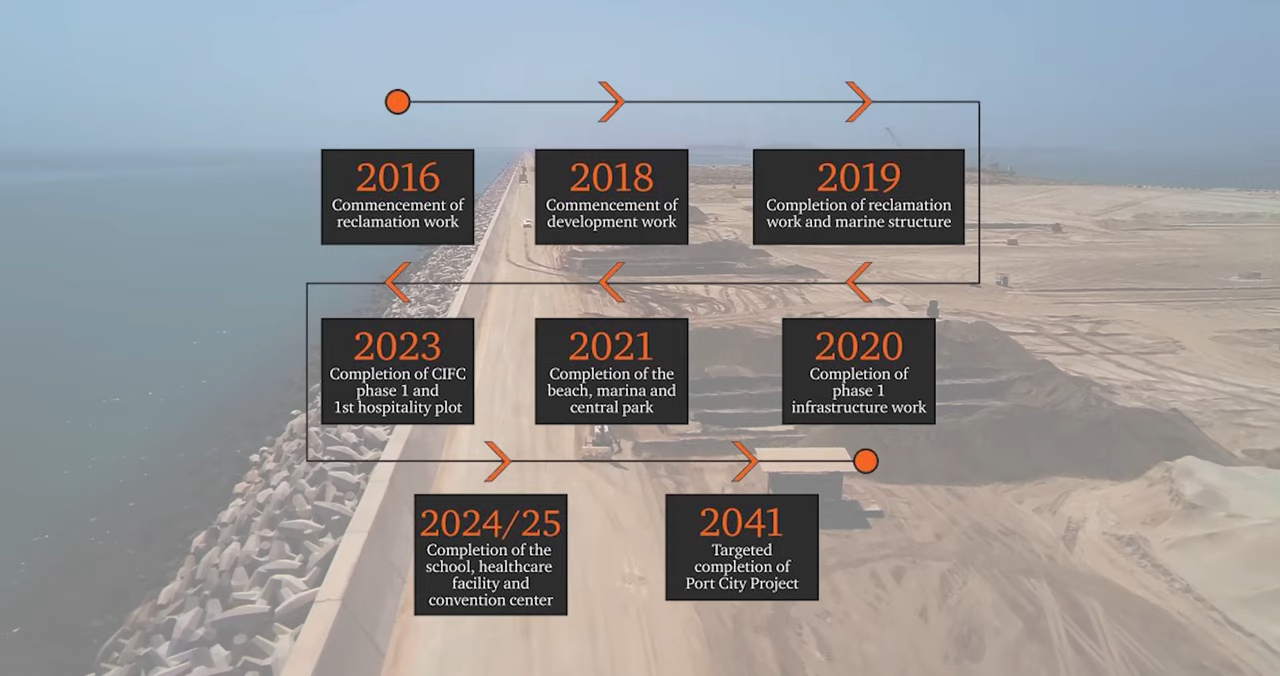 2016
Commencement of
reclamation work
2018
Commencement of
development work
2019
Completion of reclamation
work and marine structure
2020
Completion of
phase 1
infrastructure work
2021
Completion of the
beach, marina and
central park
2023
Completion of CIFC
phase 1 and
1st hospitality plot
2024/25
Completion of the
school, healthcare
facility and
convention center
2041
Targeted
completion of
Port City Project